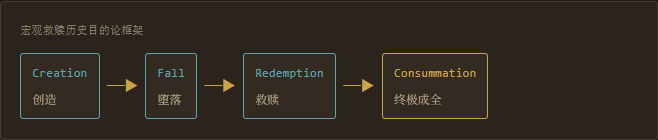 宏观救赎历史目的论框架
Creation
创造
Fall
堕落
Redemption
救赎
Consummation
终极成全